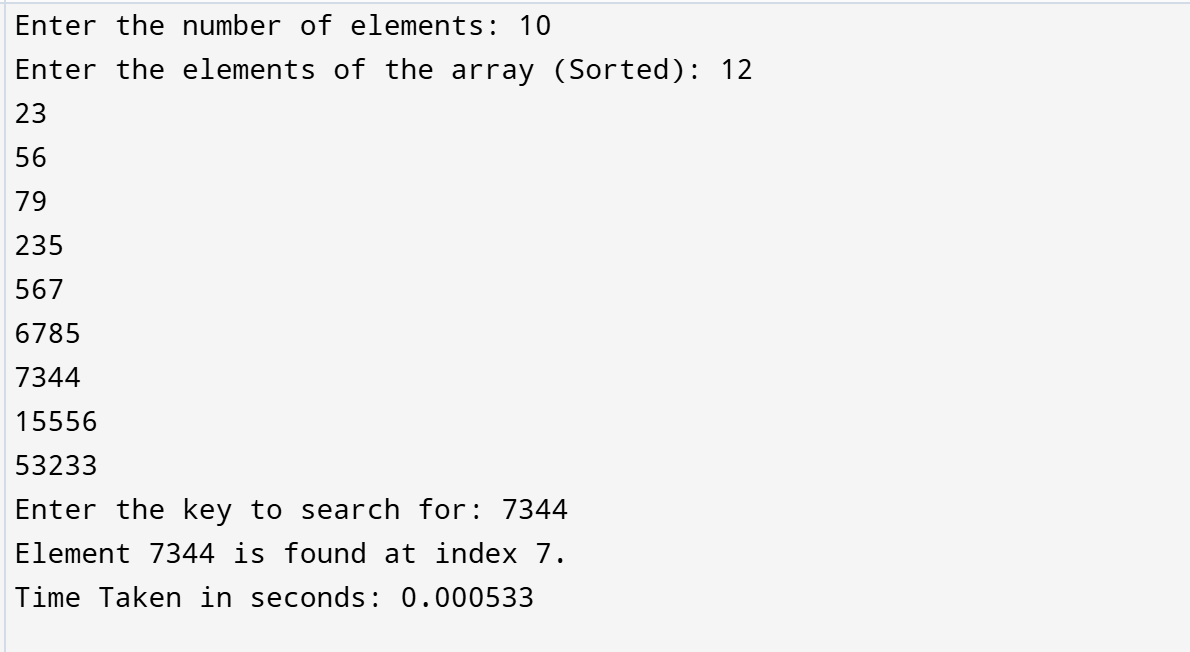 Enter the number of elements: 10
Enter the elements of the array (Sorted): 12
23
56
79
235
567
6785
7344
15556
53233
Enter the key to search for: 7344
Element 7344 is found at index 7.
Time Taken in seconds: 0.000533